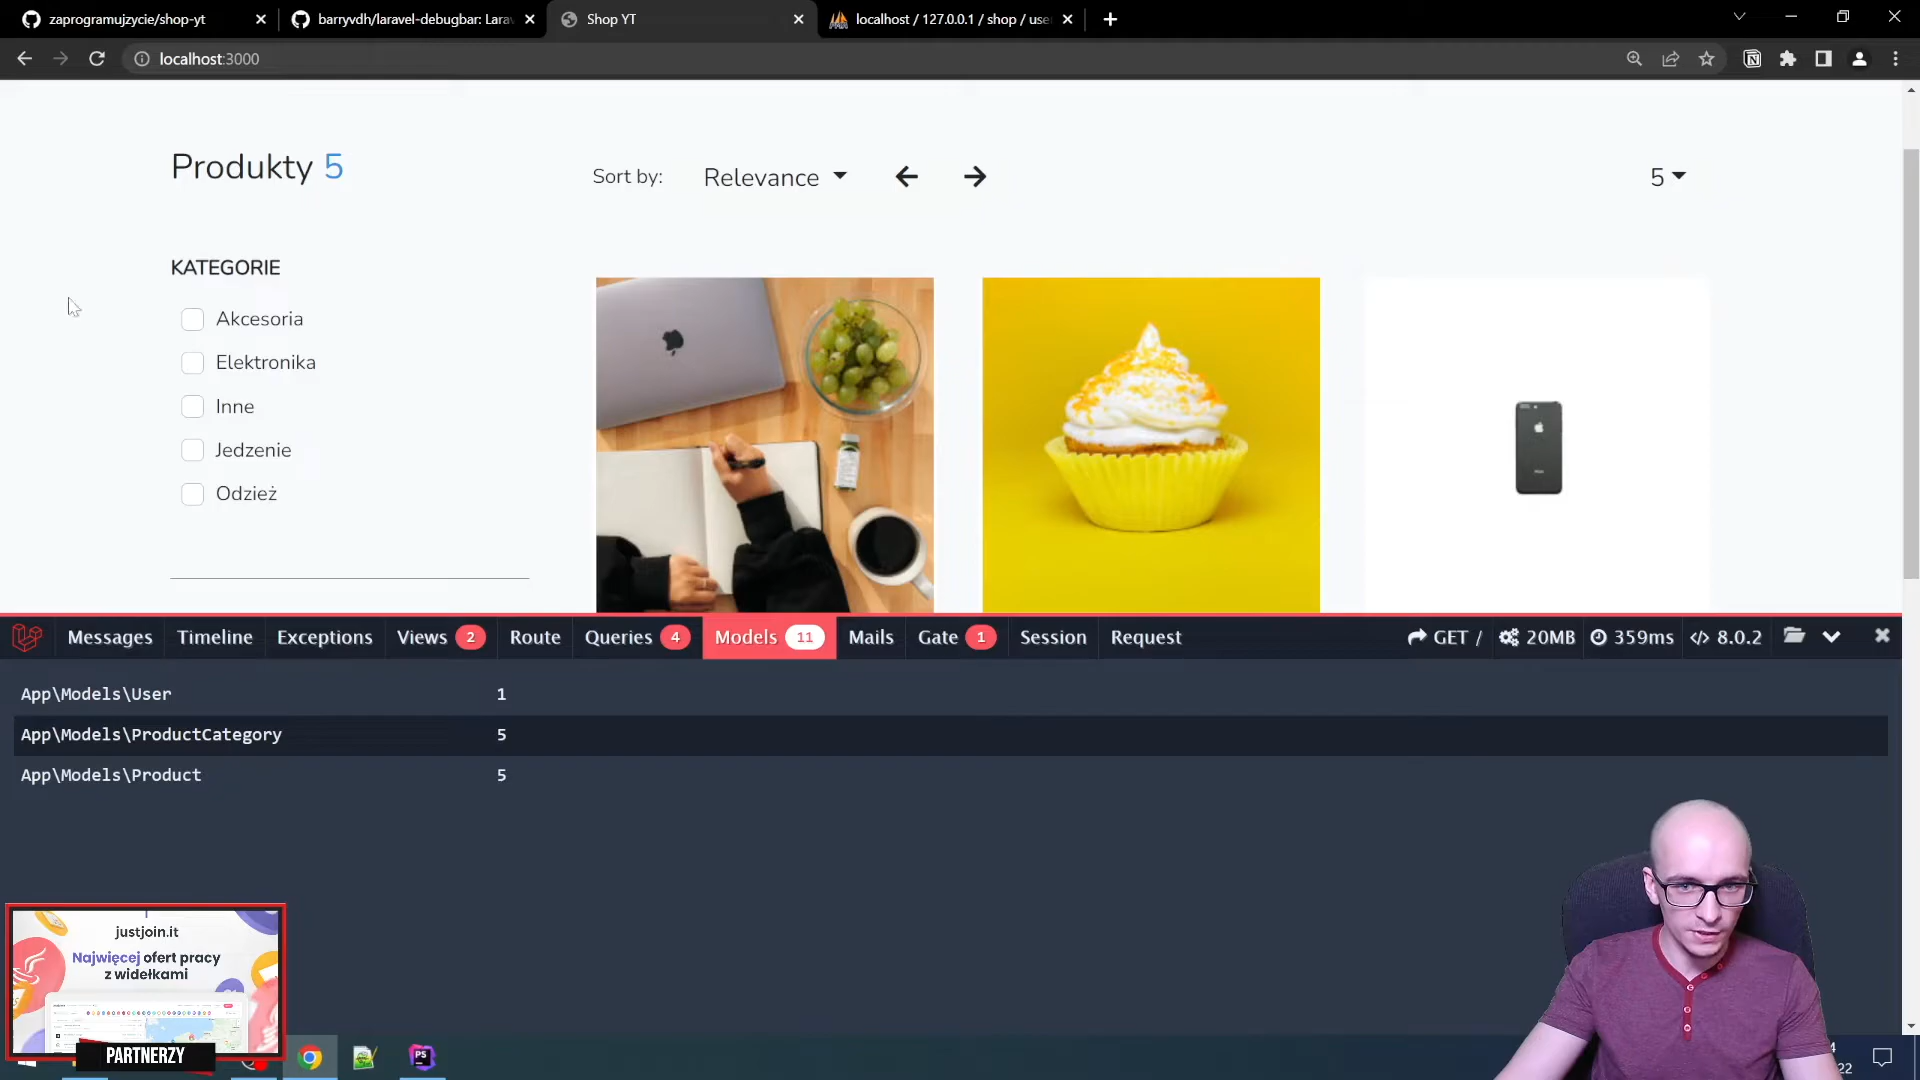 zaprogramujzycie/shop-yt
barryvdh/laravel-debugbar: Lara
Shop YT
localhost / 127.0.0.1 / shop / use
localhost:3000
Produkty 5
Sort by:
Relevance
5
KATEGORIE
Akcesoria
Elektronika
Inne
Jedzenie
Odzież
Messages
Timeline
Exceptions
Views 2
Route
Queries 4
Models 11
Mails
Gate 1
Session
Request
GET /
20MB
359ms
8.0.2
App\Models\User 1
App\Models\ProductCategory 5
App\Models\Product 5
justjoin.it
Najwięcej ofert pracy
z widełkami
PARTNERZY
PS
22